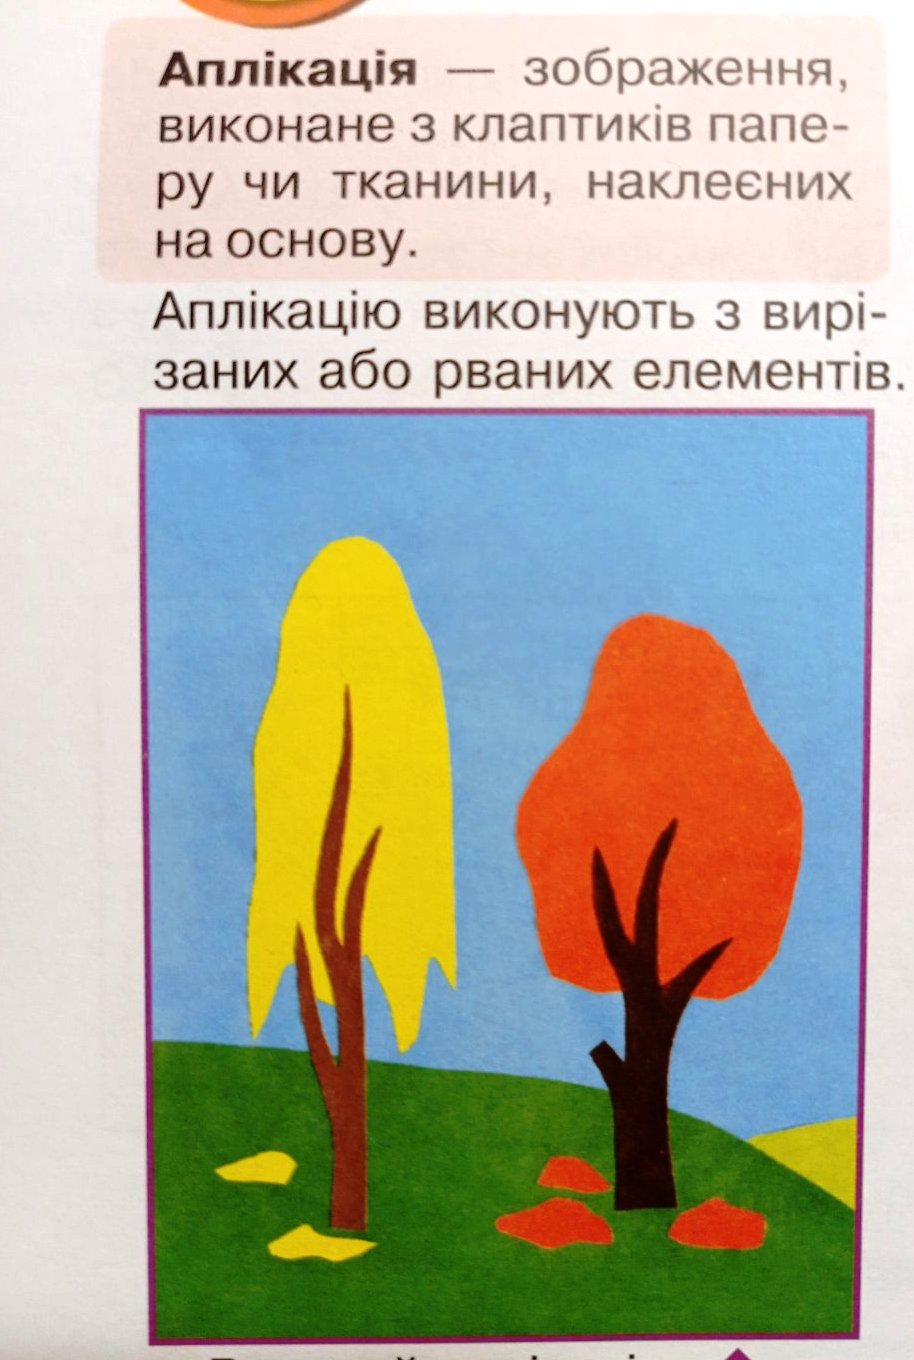 Аплікація — зображення,
виконане з клаптиків папе-
ру чи тканини, наклеєних
на основу.
Аплікацію виконують з вирі-
заних або рваних елементів.